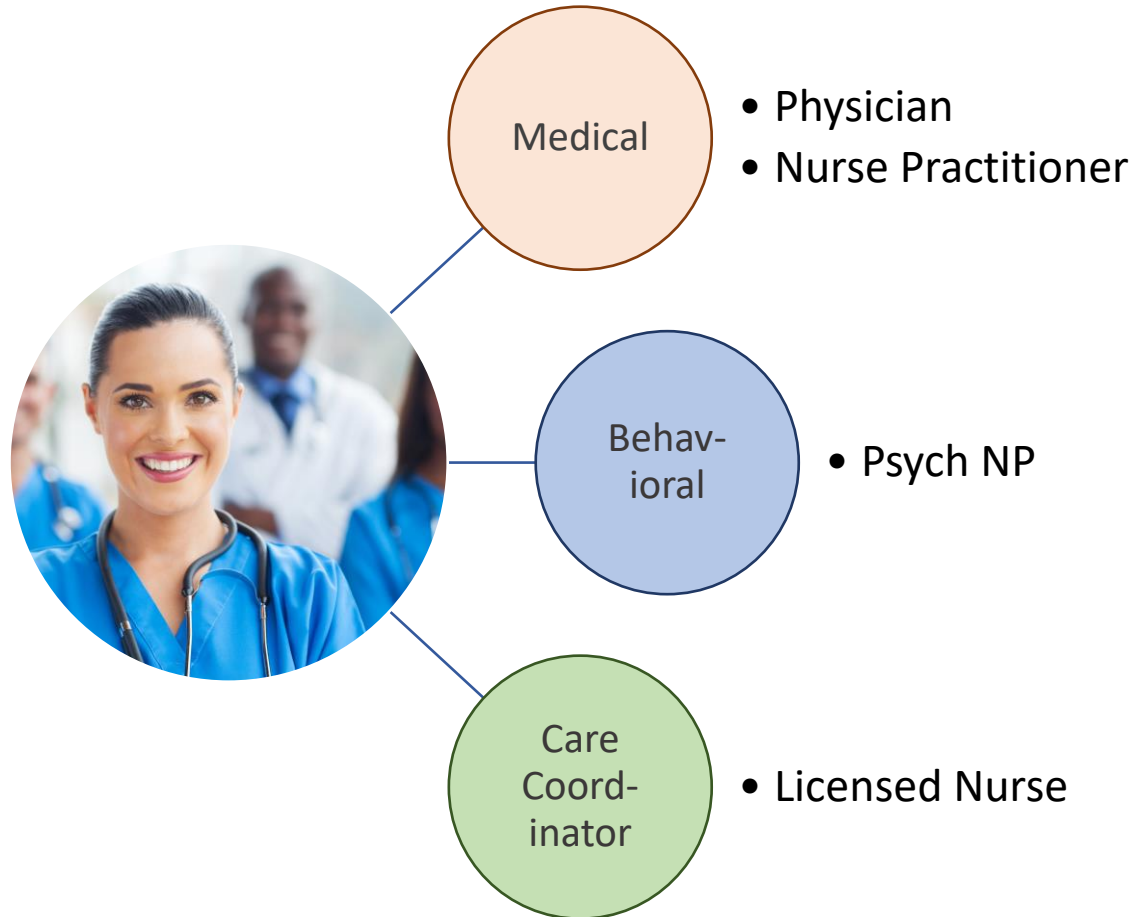 Medical
• Physician
• Nurse Practitioner
Behav-
ioral
• Psych NP
Care
Coord-
inator
• Licensed Nurse